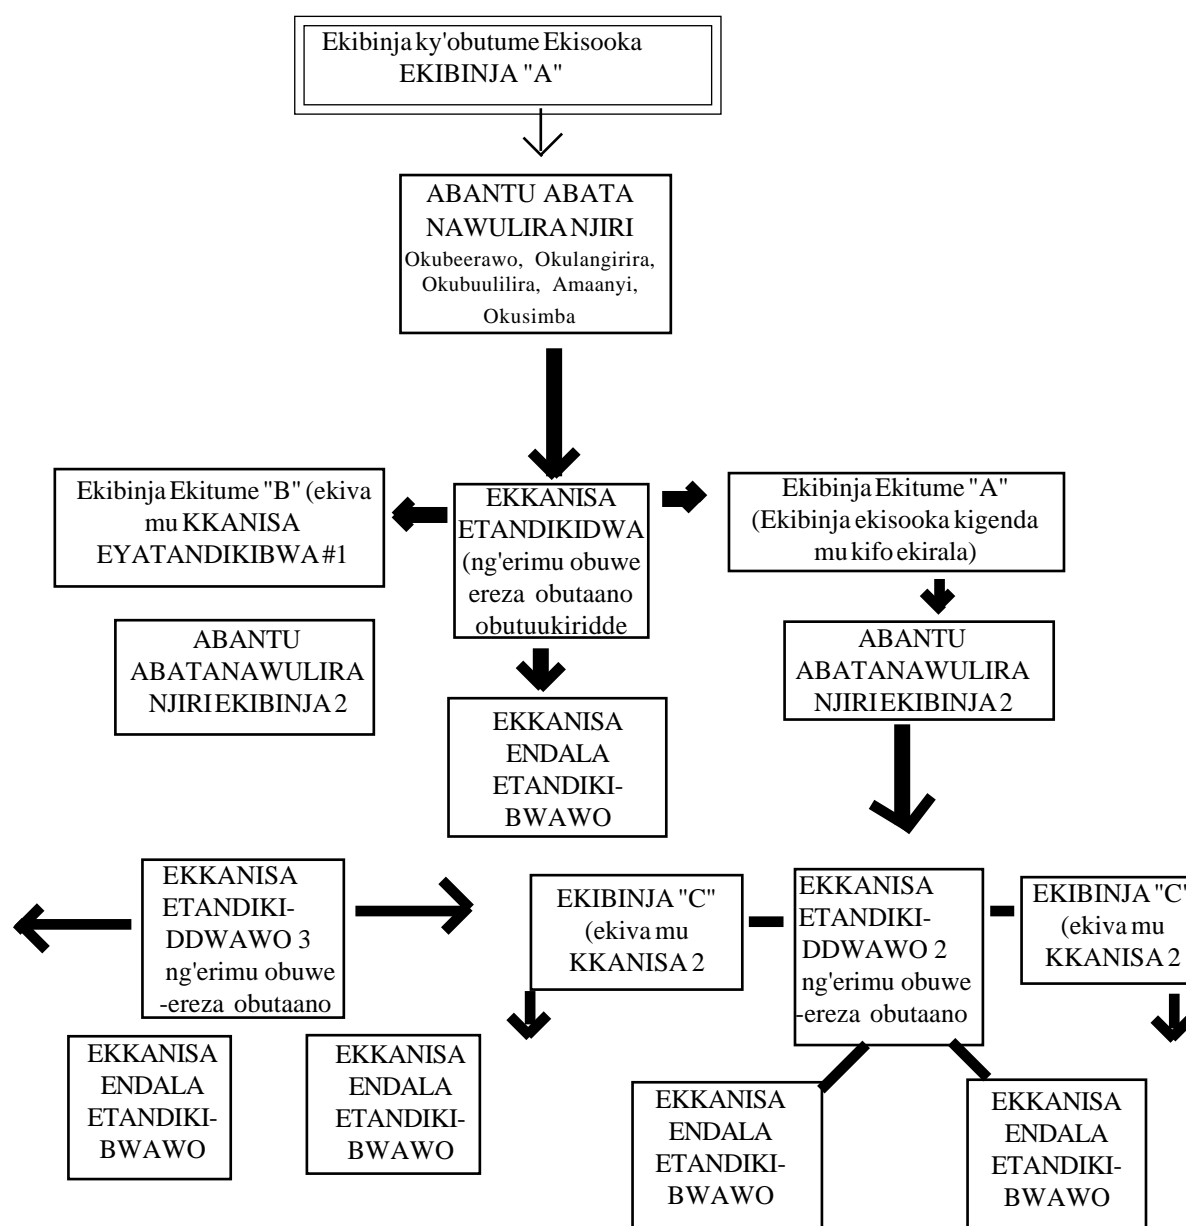 Ekibinja ky'obutume Ekisooka
EKIBINJA "A"
ABANTU ABATA
NAWULIRA NJIRI
Okubeerawo, Okulangirira,
Okubuulilira, Amaanyi,
Okusimba
Ekibinja Ekitume "B" (ekiva
mu KKANISA
EYATANDIKIBWA #1
EKKANISA
ETANDIKIDWA
(ng'erimu obuwe
ereza obutaano
obutuukiridde
Ekibinja Ekitume "A"
(Ekibinja ekisooka kigenda
mu kifo ekirala)
ABANTU
ABATANAWULIRA
NJIRI EKIBINJA 2
ABANTU
ABATANAWULIRA
NJIRI EKIBINJA 2
EKKANISA
ENDALA
ETANDIKI-
BWAWO
EKKANISA
ETANDIKI-
DDWAWO 3
ng'erimu obuwe
-ereza obutaano
EKIBINJA "C"
(ekiva mu
KKANISA 2
EKKANISA
ETANDIKI-
DDWAWO 2
ng'erimu obuwe
-ereza obutaano
EKIBINJA "C"
(ekiva mu
KKANISA 2
EKKANISA
ENDALA
ETANDIKI-
BWAWO
EKKANISA
ENDALA
ETANDIKI-
BWAWO
EKKANISA
ENDALA
ETANDIKI-
BWAWO
EKKANISA
ENDALA
ETANDIKI-
BWAWO